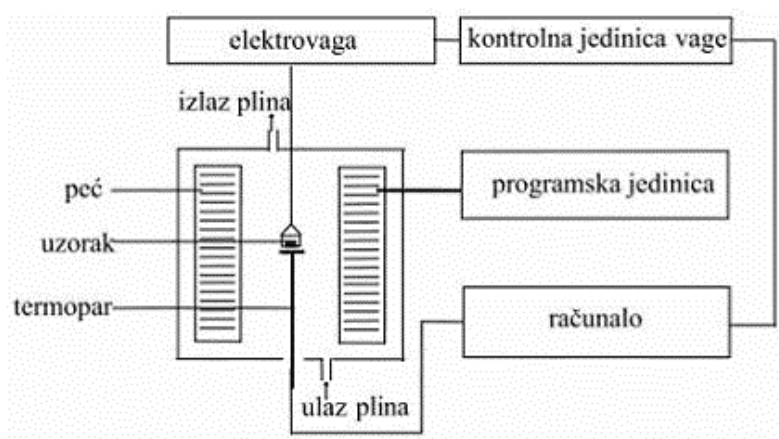 elektrovaga
kontrolna jedinica vage
izlaz plina
peć
programska jedinica
uzorak
termopar
računalo
ulaz plina